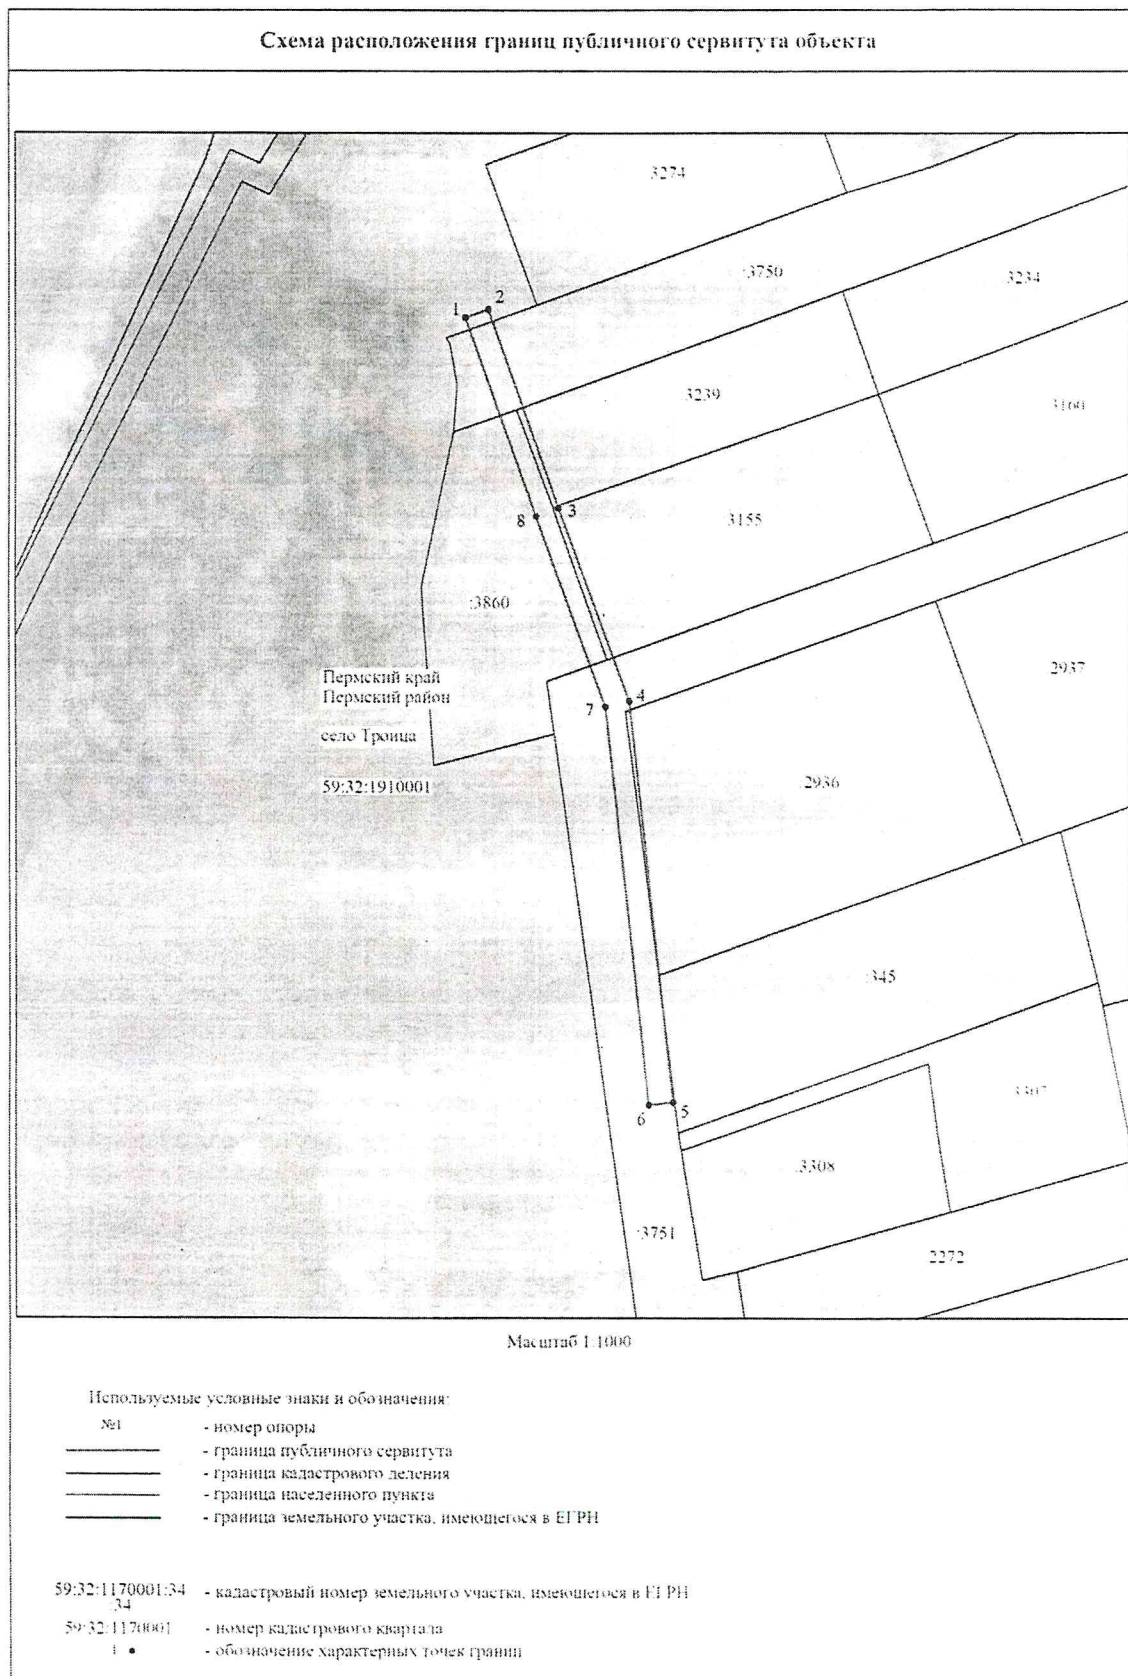 Схема расположения границ публичного сервитута объекта
3274
:3750
3234
1
2
3239
3160
3
8
3155
:3860
Пермский край
Пермский район
село Троица
59:32:1910001
2937
4
7
:2936
:345
3307
6
5
:3308
:3751
2272
Масштаб 1:1000
Используемые условные знаки и обозначения:
№1 - номер опоры
- граница публичного сервитута
- граница кадастрового деления
- граница населенного пункта
- граница земельного участка, имеющегося в ЕГРН
59:32:1170001:34 - кадастровый номер земельного участка, имеющегося в ЕГРН
:34
59:32:1170001 - номер кадастрового квартала
1 • - обозначение характерных точек границ